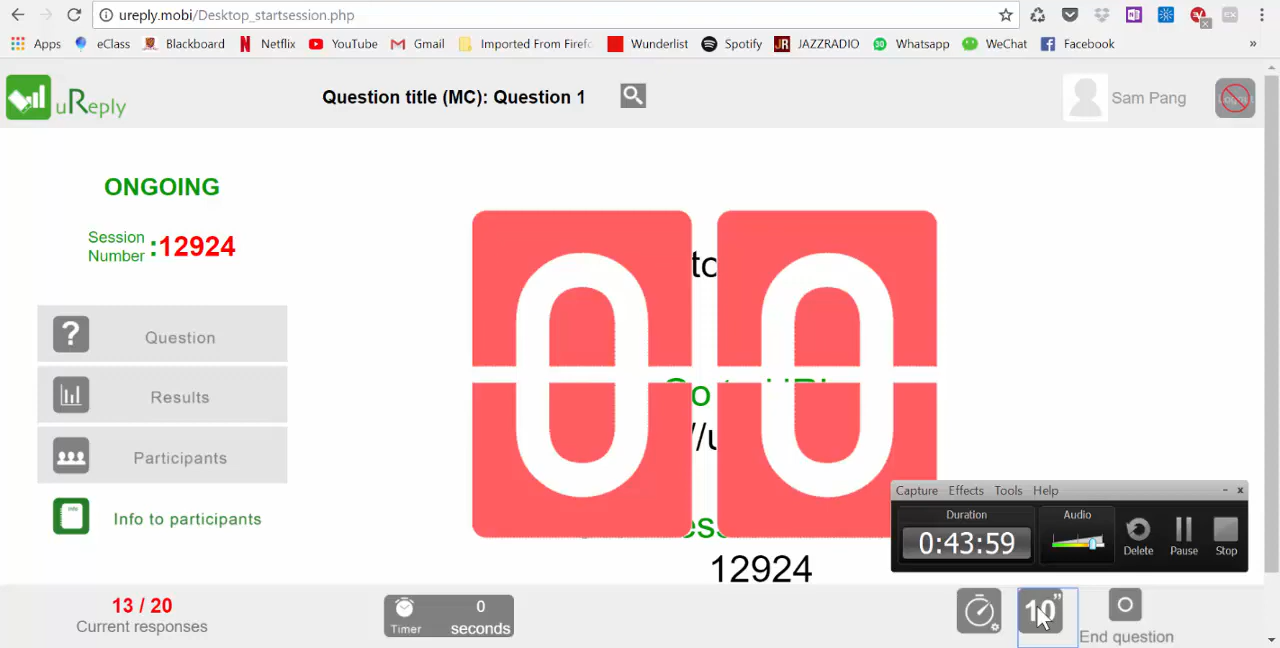 ureply.mobi/Desktop_startsession.php
Apps eClass Blackboard Netflix YouTube Gmail Imported From Firefo Wunderlist Spotify JAZZRADIO Whatsapp WeChat Facebook »
uReply
Question title (MC): Question 1
Sam Pang
ONGOING
Session
Number :12924
Question
Results
Participants
Info to participants
00
to
//u
12924
Capture Effects Tools Help
Duration
0:43:59
Audio
Delete Pause Stop
13 / 20
Current responses
Timer
0
seconds
10”
End question